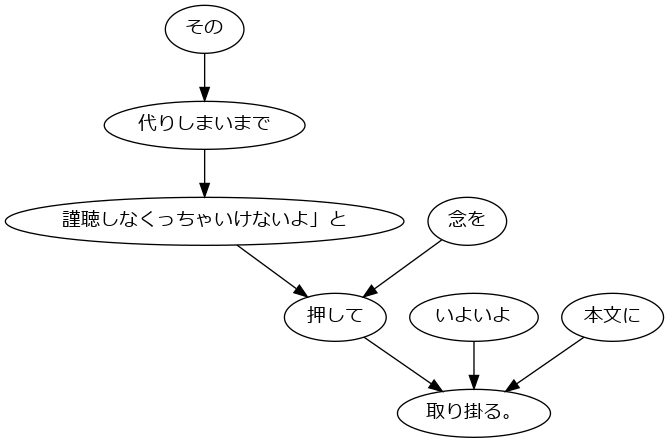 その
代りしまいまで
謹聴しなくっちゃいけないよ」と
念を
押して
いよいよ
本文に
取り掛る。